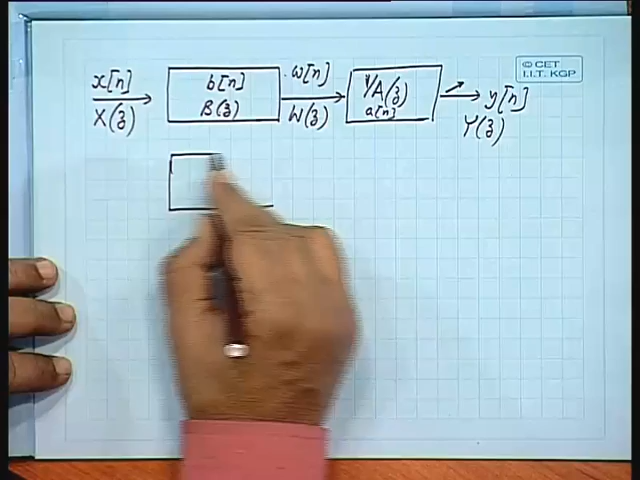 x[n] b[n] w[n] 1/A(z) y[n]
X(z) B(z) W(z) a[n] Y(z)
© CET
I.I.T. KGP